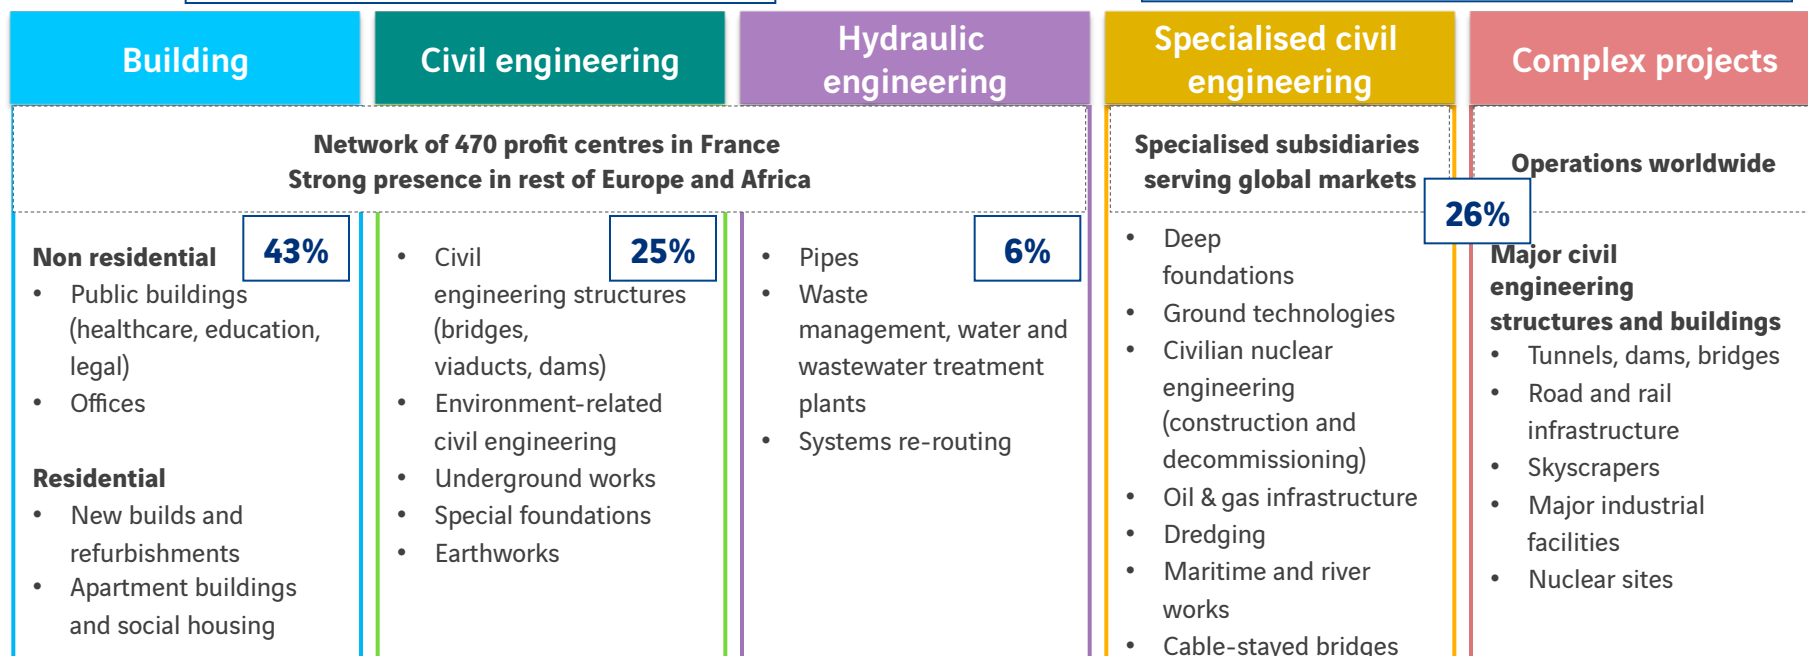 Building
Civil engineering
Hydraulic
engineering
Specialised civil
engineering
Complex projects
Network of 470 profit centres in France
Strong presence in rest of Europe and Africa
Specialised subsidiaries
serving global markets
Operations worldwide
26%
Non residential
43%
• Public buildings
(healthcare, education,
legal)
• Offices
Residential
• New builds and
refurbishments
• Apartment buildings
and social housing
• Civil
25%
engineering structures
(bridges,
viaducts, dams)
• Environment-related
civil engineering
• Underground works
• Special foundations
• Earthworks
• Pipes
6%
• Waste
management, water and
wastewater treatment
plants
• Systems re-routing
• Deep
foundations
• Ground technologies
• Civilian nuclear
engineering
(construction and
decommissioning)
• Oil & gas infrastructure
• Dredging
• Maritime and river
works
• Cable-stayed bridges
Major civil
engineering
structures and buildings
• Tunnels, dams, bridges
• Road and rail
infrastructure
• Skyscrapers
• Major industrial
facilities
• Nuclear sites